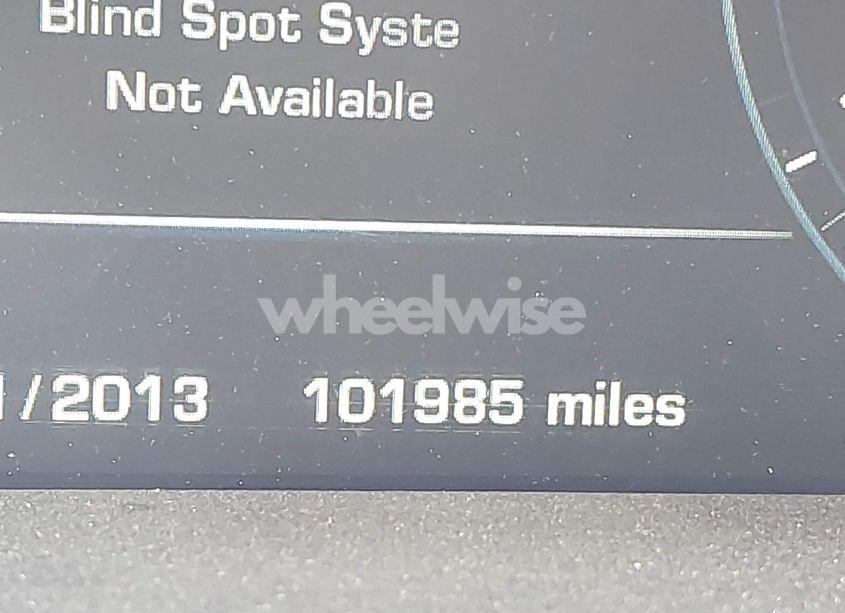 Blind Spot Syste
Not Available
wheelwise
/2013 101985 miles